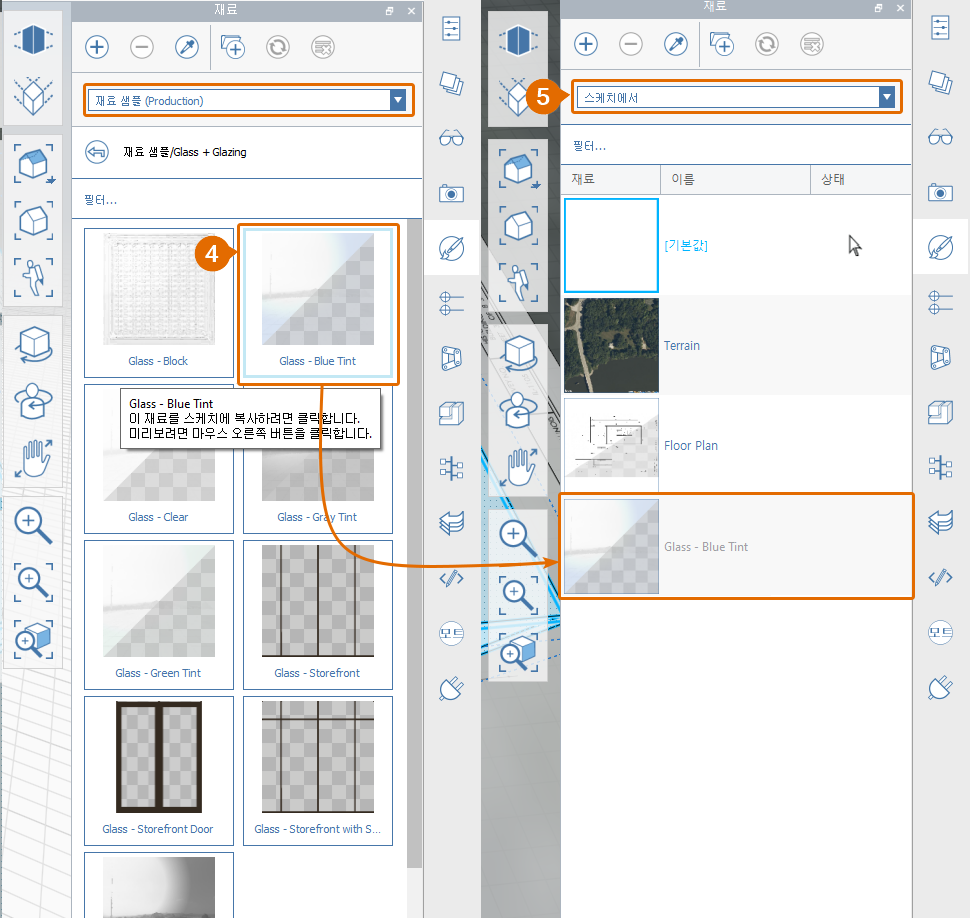 재료
재료 샘플 (Production)
재료 샘플/Glass + Glazing
필터...
4
Glass - Block
Glass - Blue Tint
Glass - Blue Tint
이 재료를 스케치에 복사하려면 클릭합니다.
미리보려면 마우스 오른쪽 버튼을 클릭합니다.
Glass - Clear
Glass - Gray Tint
Glass - Green Tint
Glass - Storefront
Glass - Storefront Door
Glass - Storefront with S...
모드
재료
5
스케치에서
필터...
재료
이름
상태
[기본값]
Terrain
Floor Plan
Glass - Blue Tint
모드